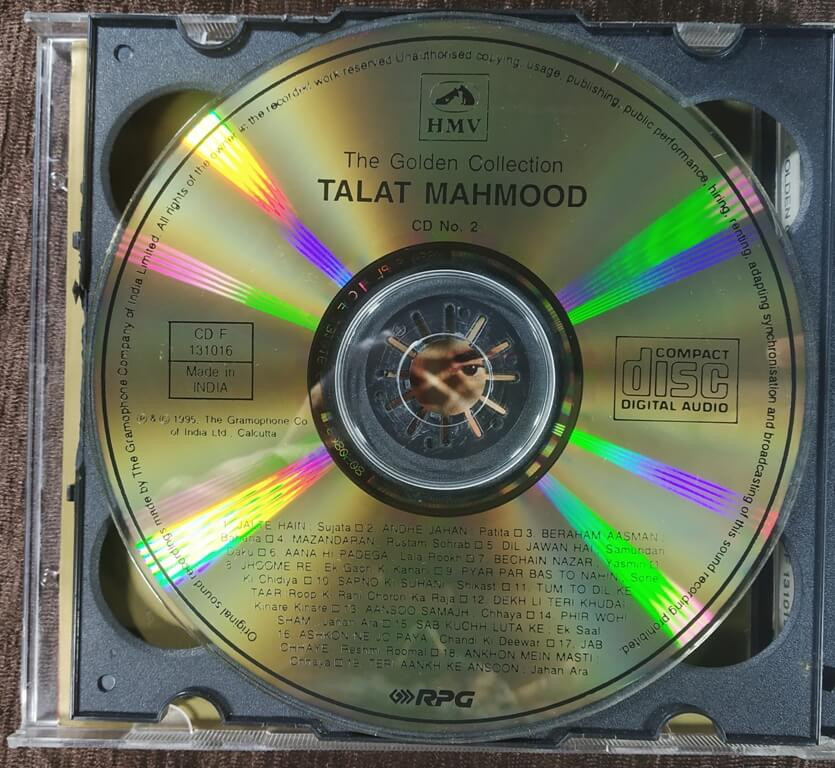 HMV
The Golden Collection
TALAT MAHMOOD
CD No. 2
CD F
131016
Made in
INDIA
COMPACT
disc
DIGITAL AUDIO
℗ & © 1995, The Gramophone Co
of India Ltd., Calcutta
1. JALTE HAIN : Sujata □ 2. ANDHE JAHAN : Patita □ 3. BERAHAM AASMAN :
Bahana □ 4. MAZANDARAN : Rustam Sohrab □ 5. DIL JAWAN HAI : Samundari
Daku □ 6. AANA HI PADEGA : Lala Rookh □ 7. BECHAIN NAZAR : Yasmin □
8. JHOOME RE : Ek Gaon Ki Kahani □ 9. PYAR PAR BAS TO NAHIN : Sone
Ki Chidiya □ 10. SAPNO KI SUHANI : Shikast □ 11. TUM TO DIL KE
TAAR : Roop Ki Rani Choron Ka Raja □ 12. DEKH LI TERI KHUDAI :
Kinare Kinare □ 13. AANSOO SAMAJH : Chhaya □ 14. PHIR WOHI
SHAM : Jahan Ara □ 15. SAB KUCHH LUTA KE : Ek Saal
16. ASHKON NE JO PAYA : Chandi Ki Deewar □ 17. JAB
CHHAYE : Reshmi Roomal □ 18. ANKHON MEIN MASTI :
Chhaya □ 19. TERI AANKH KE ANSOON : Jahan Ara
RPG
Original sound recordings made by The Gramophone Company of India Limited. All rights of the owner in the recorded work reserved Unauthorised copying, usage, publishing, public performance, hiring, renting, adapting synchronisation and broadcasting of this sound recording prohibited.
OLDEN